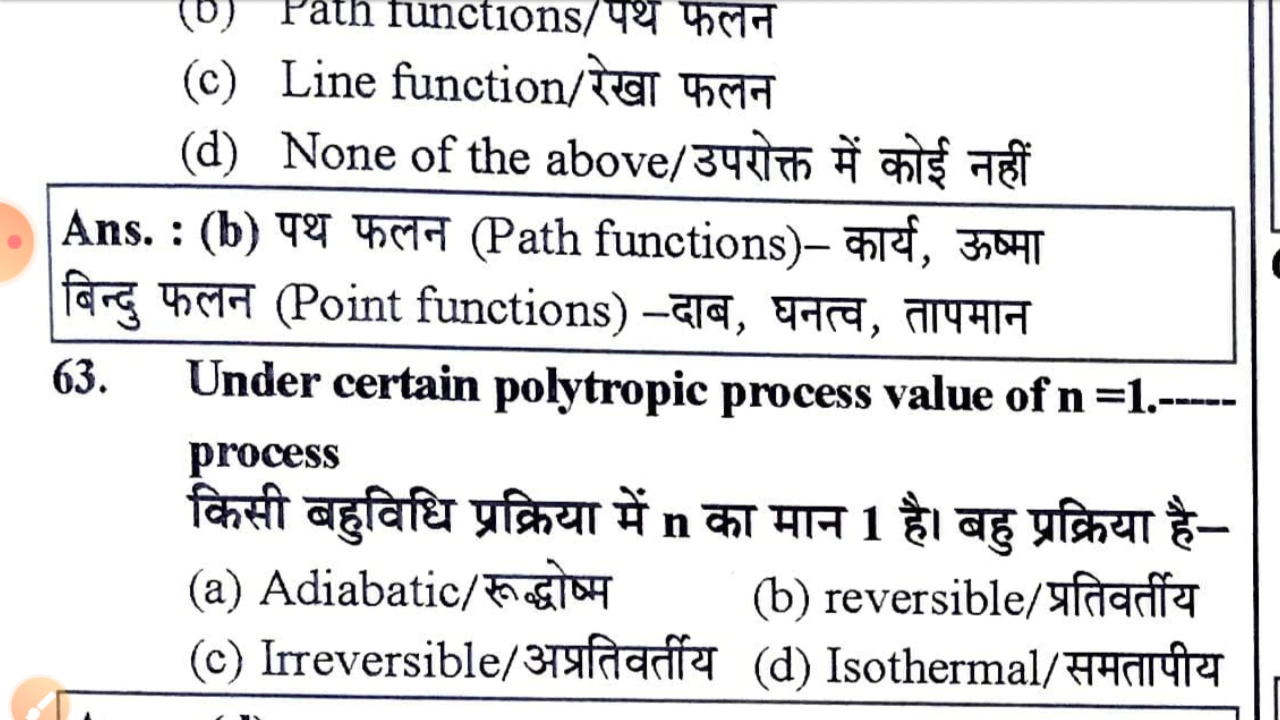 (b) Path functions/पथ फलन
(c) Line function/रेखा फलन
(d) None of the above/उपरोक्त में कोई नहीं
Ans. : (b) पथ फलन (Path functions)– कार्य, ऊष्मा
बिन्दु फलन (Point functions) –दाब, घनत्व, तापमान
63. Under certain polytropic process value of n =1.-----
process
किसी बहुविधि प्रक्रिया में n का मान 1 है। बहु प्रक्रिया है–
(a) Adiabatic/रूद्धोष्म (b) reversible/प्रतिवर्तीय
(c) Irreversible/अप्रतिवर्तीय (d) Isothermal/समतापीय